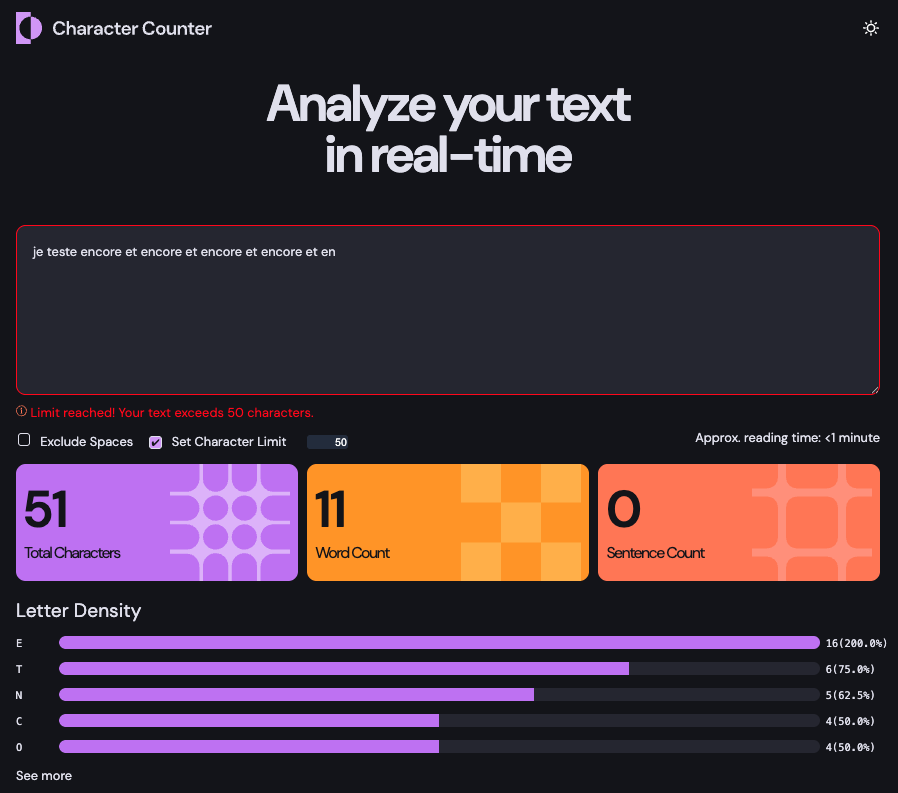 Character Counter
Analyze your text
in real-time
je teste encore et encore et encore et encore et en
Limit reached! Your text exceeds 50 characters.
Exclude Spaces Set Character Limit 50 Approx. reading time: <1 minute
51 11 0
Total Characters Word Count Sentence Count
Letter Density
E 16(200.0%)
T 6(75.0%)
N 5(62.5%)
C 4(50.0%)
O 4(50.0%)
See more